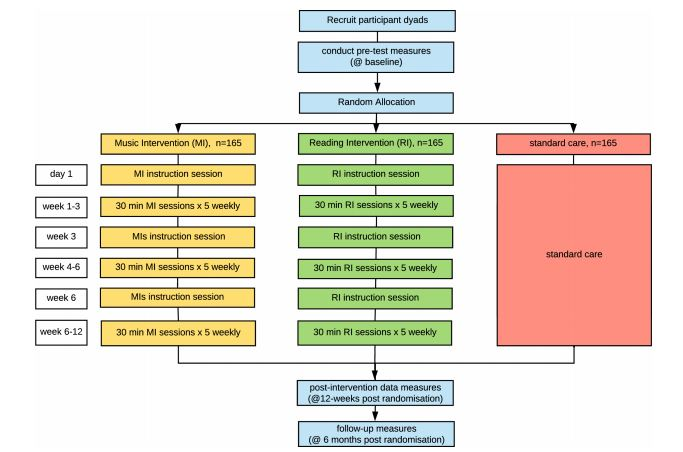 Recruit participant dyads
conduct pre-test measures
(@ baseline)
Random Allocation
Music Intervention (MI), n=165
Reading Intervention (RI), n=165
standard care, n=165
day 1
MI instruction session
RI instruction session
standard care
week 1-3
30 min MI sessions x 5 weekly
30 min RI sessions x 5 weekly
week 3
MIs instruction session
RI instruction session
week 4-6
30 min MI sessions x 5 weekly
30 min RI sessions x 5 weekly
week 6
MIs instruction session
RI instruction session
week 6-12
30 min MI sessions x 5 weekly
30 min RI sessions x 5 weekly
post-intervention data measures
(@12-weeks post randomisation)
follow-up measures
(@ 6 months post randomisation)